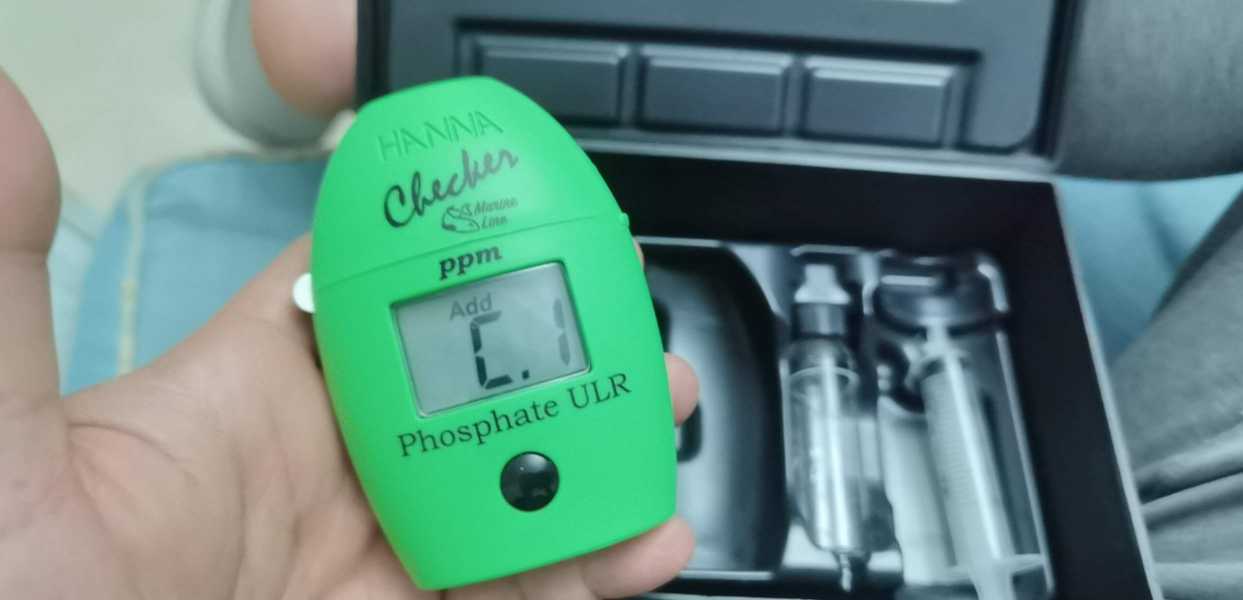 HANNA
Checker
Marine
Line
ppm
Add
C.1
Phosphate ULR